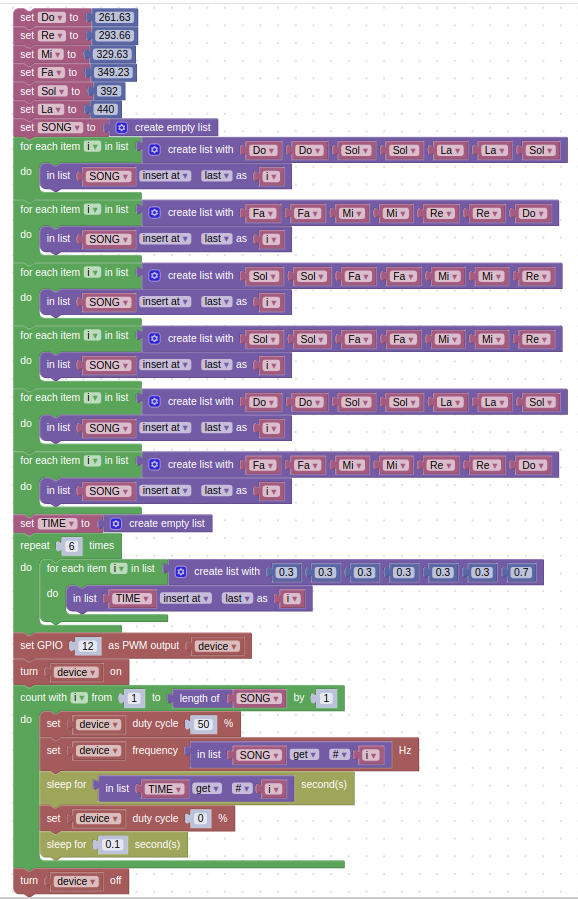 set Do ▾ to 261.63
set Re ▾ to 293.66
set Mi ▾ to 329.63
set Fa ▾ to 349.23
set Sol ▾ to 392
set La ▾ to 440
set SONG ▾ to create empty list
for each item i ▾ in list create list with Do ▾ Do ▾ Sol ▾ Sol ▾ La ▾ La ▾ Sol ▾
do in list SONG ▾ insert at ▾ last ▾ as i ▾
for each item i ▾ in list create list with Fa ▾ Fa ▾ Mi ▾ Mi ▾ Re ▾ Re ▾ Do ▾
do in list SONG ▾ insert at ▾ last ▾ as i ▾
for each item i ▾ in list create list with Sol ▾ Sol ▾ Fa ▾ Fa ▾ Mi ▾ Mi ▾ Re ▾
do in list SONG ▾ insert at ▾ last ▾ as i ▾
for each item i ▾ in list create list with Sol ▾ Sol ▾ Fa ▾ Fa ▾ Mi ▾ Mi ▾ Re ▾
do in list SONG ▾ insert at ▾ last ▾ as i ▾
for each item i ▾ in list create list with Do ▾ Do ▾ Sol ▾ Sol ▾ La ▾ La ▾ Sol ▾
do in list SONG ▾ insert at ▾ last ▾ as i ▾
for each item i ▾ in list create list with Fa ▾ Fa ▾ Mi ▾ Mi ▾ Re ▾ Re ▾ Do ▾
do in list SONG ▾ insert at ▾ last ▾ as i ▾
set TIME ▾ to create empty list
repeat 6 times
do for each item i ▾ in list create list with 0.3 0.3 0.3 0.3 0.3 0.3 0.7
do in list TIME ▾ insert at ▾ last ▾ as i ▾
set GPIO 12 as PWM output device ▾
turn device ▾ on
count with i ▾ from 1 to length of SONG ▾ by 1
do set device ▾ duty cycle 50 %
set device ▾ frequency in list SONG ▾ get ▾ # ▾ i ▾ Hz
sleep for in list TIME ▾ get ▾ # ▾ i ▾ second(s)
set device ▾ duty cycle 0 %
sleep for 0.1 second(s)
turn device ▾ off